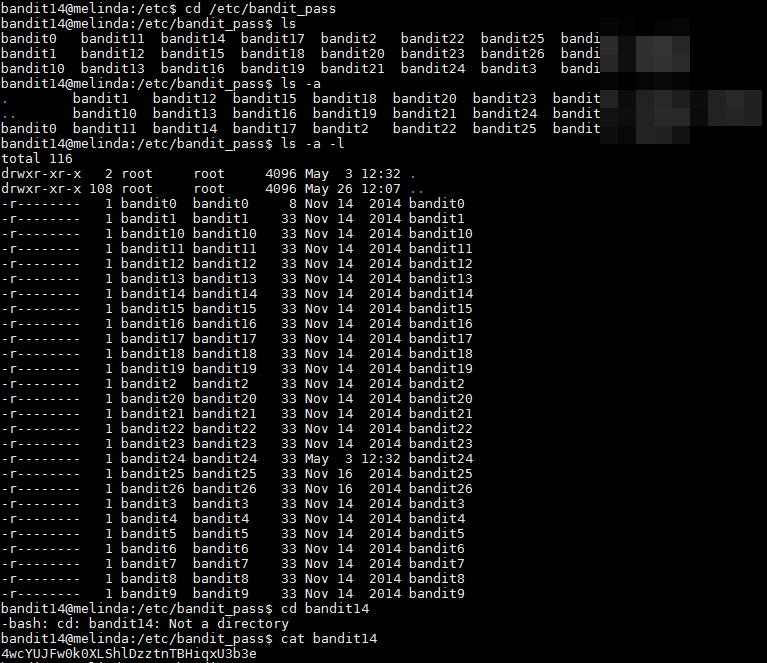 bandit14@melinda:/etc$ cd /etc/bandit_pass
bandit14@melinda:/etc/bandit_pass$ ls
bandit0  bandit11  bandit14  bandit17  bandit2   bandit22  bandit25  bandi
bandit1  bandit12  bandit15  bandit18  bandit20  bandit23  bandit26  bandi
bandit10  bandit13  bandit16  bandit19  bandit21  bandit24  bandit3   bandi
bandit14@melinda:/etc/bandit_pass$ ls -a
.        bandit1   bandit12  bandit15  bandit18  bandit20  bandit23  bandit
..       bandit10  bandit13  bandit16  bandit19  bandit21  bandit24  bandit
bandit0  bandit11  bandit14  bandit17  bandit2   bandit22  bandit25  bandit
bandit14@melinda:/etc/bandit_pass$ ls -a -l
total 116
drwxr-xr-x   2 root     root     4096 May  3 12:32 .
drwxr-xr-x 108 root     root     4096 May 26 12:07 ..
-r--------   1 bandit0  bandit0     8 Nov 14  2014 bandit0
-r--------   1 bandit1  bandit1    33 Nov 14  2014 bandit1
-r--------   1 bandit10 bandit10   33 Nov 14  2014 bandit10
-r--------   1 bandit11 bandit11   33 Nov 14  2014 bandit11
-r--------   1 bandit12 bandit12   33 Nov 14  2014 bandit12
-r--------   1 bandit13 bandit13   33 Nov 14  2014 bandit13
-r--------   1 bandit14 bandit14   33 Nov 14  2014 bandit14
-r--------   1 bandit15 bandit15   33 Nov 14  2014 bandit15
-r--------   1 bandit16 bandit16   33 Nov 14  2014 bandit16
-r--------   1 bandit17 bandit17   33 Nov 14  2014 bandit17
-r--------   1 bandit18 bandit18   33 Nov 14  2014 bandit18
-r--------   1 bandit19 bandit19   33 Nov 14  2014 bandit19
-r--------   1 bandit2  bandit2    33 Nov 14  2014 bandit2
-r--------   1 bandit20 bandit20   33 Nov 14  2014 bandit20
-r--------   1 bandit21 bandit21   33 Nov 14  2014 bandit21
-r--------   1 bandit22 bandit22   33 Nov 14  2014 bandit22
-r--------   1 bandit23 bandit23   33 Nov 14  2014 bandit23
-r--------   1 bandit24 bandit24   33 May  3 12:32 bandit24
-r--------   1 bandit25 bandit25   33 Nov 16  2014 bandit25
-r--------   1 bandit26 bandit26   33 Nov 16  2014 bandit26
-r--------   1 bandit3  bandit3    33 Nov 14  2014 bandit3
-r--------   1 bandit4  bandit4    33 Nov 14  2014 bandit4
-r--------   1 bandit5  bandit5    33 Nov 14  2014 bandit5
-r--------   1 bandit6  bandit6    33 Nov 14  2014 bandit6
-r--------   1 bandit7  bandit7    33 Nov 14  2014 bandit7
-r--------   1 bandit8  bandit8    33 Nov 14  2014 bandit8
-r--------   1 bandit9  bandit9    33 Nov 14  2014 bandit9
bandit14@melinda:/etc/bandit_pass$ cd bandit14
-bash: cd: bandit14: Not a directory
bandit14@melinda:/etc/bandit_pass$ cat bandit14
4wcYUJFw0k0XLShlDzztnTBHiqxU3b3e